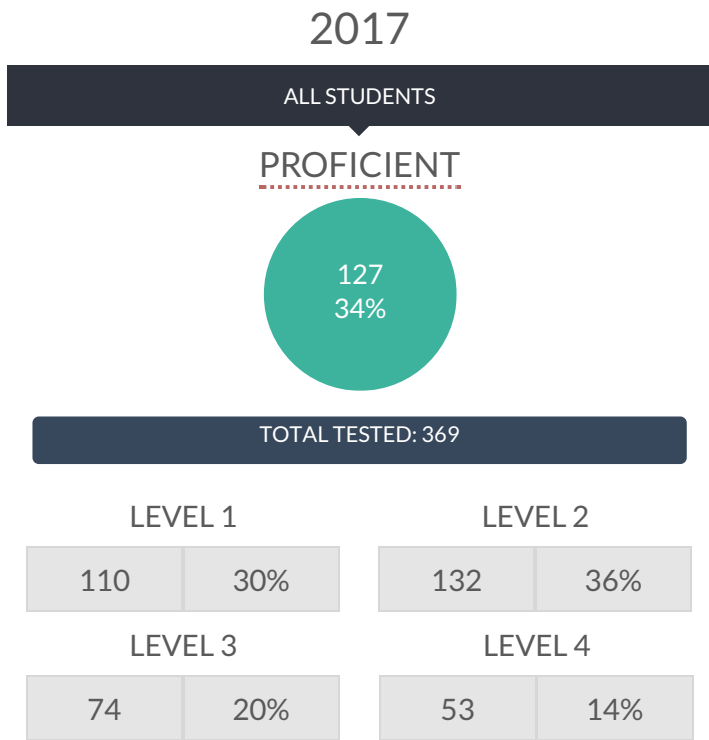 2017
ALL STUDENTS
PROFICIENT
127
34%
TOTAL TESTED: 369
LEVEL 1 LEVEL 2
110 30% 132 36%
LEVEL 3 LEVEL 4
74 20% 53 14%